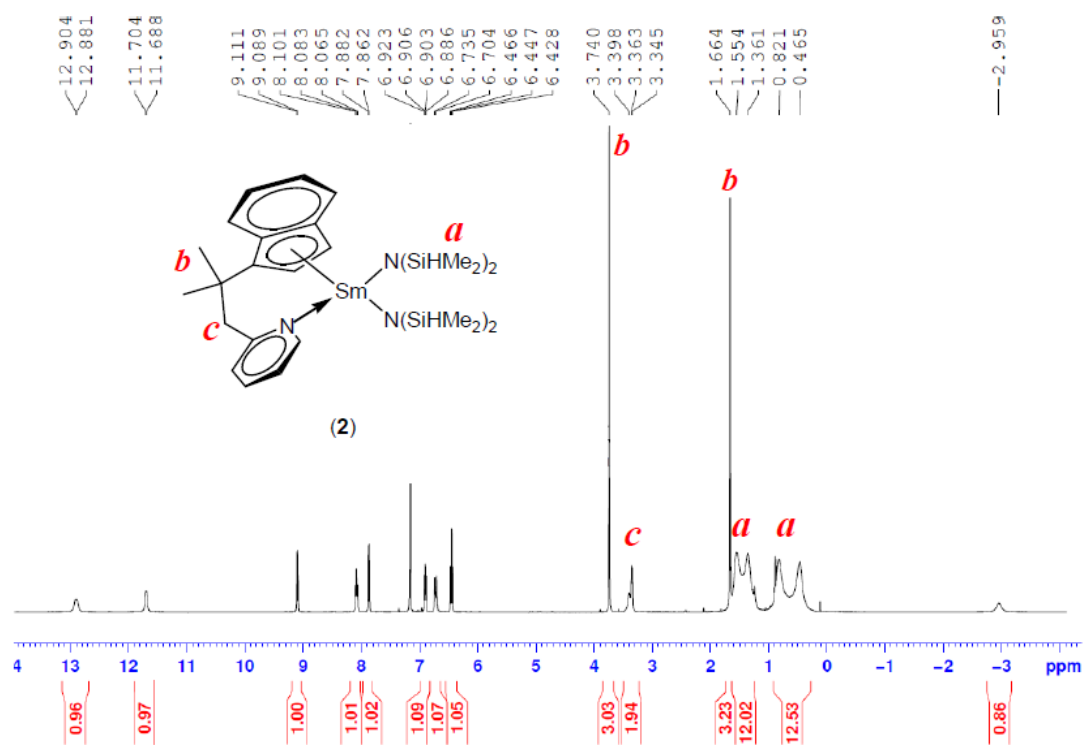 12.904
12.881
11.704
11.688
9.111
9.089
8.101
8.083
8.065
7.882
7.862
6.923
6.906
6.903
6.886
6.735
6.704
6.466
6.447
6.428
3.740
3.398
3.363
3.345
1.664
1.554
1.361
0.821
0.465
-2.959
b
b
a
N(SiHMe2)2
b
Sm
N(SiHMe2)2
N
c
(2)
a
a
c
4 13 12 11 10 9 8 7 6 5 4 3 2 1 0 −1 −2 −3 ppm
0.96 0.97 1.00 1.01 1.02 1.09 1.07 1.05 3.03 1.94 3.23 12.02 12.53 0.86